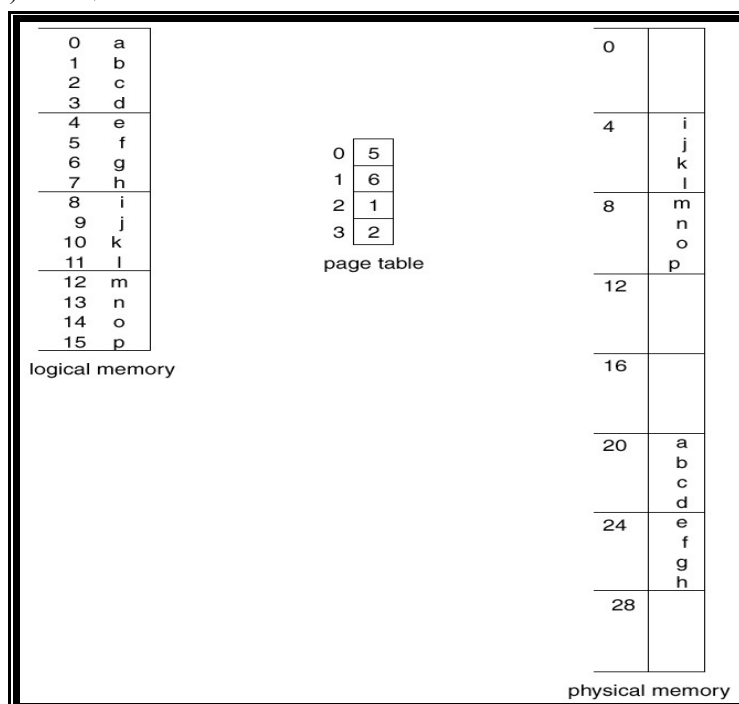 0 a
1 b
2 c
3 d
4 e
5 f
6 g
7 h
8 i
9 j
10 k
11 l
12 m
13 n
14 o
15 p
logical memory
0 5
1 6
2 1
3 2
page table
0
4 i
j
k
l
8 m
n
o
p
12
16
20 a
b
c
d
24 e
f
g
h
28
physical memory